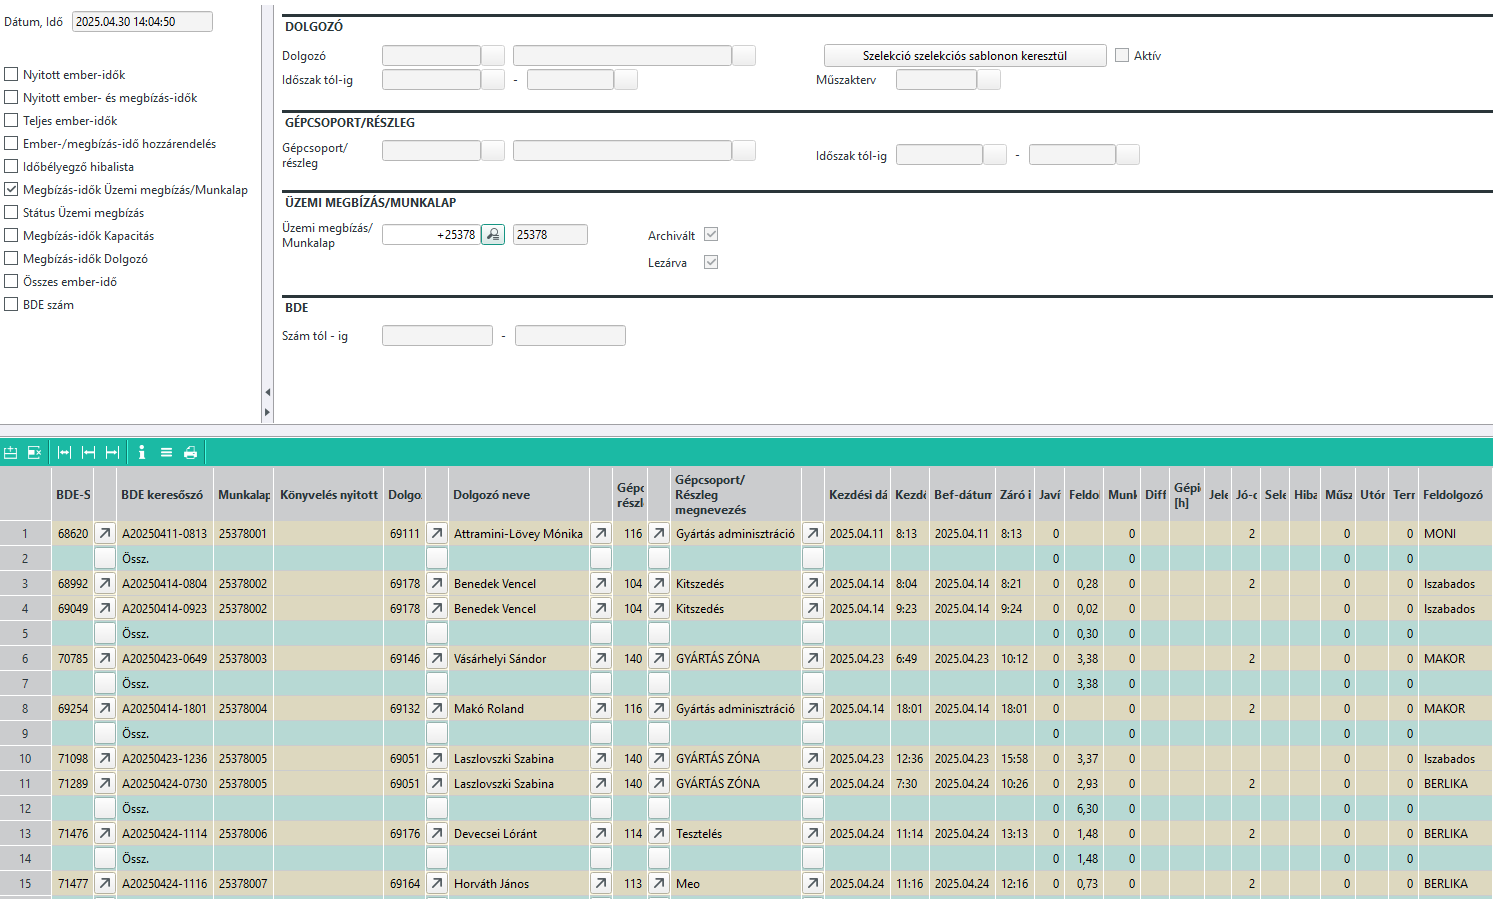 Dátum, Idő 2025.04.30 14:04:50
Nyitott ember-idők
Nyitott ember- és megbízás-idők
Teljes ember-idők
Ember-/megbízás-idő hozzárendelés
Időbélyegző hibalista
Megbízás-idők Üzemi megbízás/Munkalap
Státus Üzemi megbízás
Megbízás-idők Kapacitás
Megbízás-idők Dolgozó
Összes ember-idő
BDE szám
DOLGOZÓ
Dolgozó Szelekció szelekciós sablonon keresztül Aktív
Időszak tól-ig - Műszakterv
GÉPCSOPORT/RÉSZLEG
Gépcsoport/
részleg
Időszak tól-ig -
ÜZEMI MEGBÍZÁS/MUNKALAP
Üzemi megbízás/
Munkalap
+25378 25378 Archivált
Lezárva
BDE
Szám tól - ig -
BDE-S BDE keresőszó Munkalap Könyvelés nyitott Dolgo: Dolgozó neve Gépc részl Gépcsoport/ Részleg megnevezés Kezdési dá Kezdé Bef-dátum Záró i Javí Feldo Munk Diff Gépi [h] Jele Jó-c Sele Hiba Műsz Utór Terr Feldolgozó
1 68620 A20250411-0813 25378001 69111 Attramini-Lövey Mónika 116 Gyártás adminisztráció 2025.04.11 8:13 2025.04.11 8:13 0 0 2 0 0 MONI
2 Össz. 0 0 0 0
3 68992 A20250414-0804 25378002 69178 Benedek Vencel 104 Kitszedés 2025.04.14 8:04 2025.04.14 8:21 0 0,28 0 2 0 0 Iszabados
4 69049 A20250414-0923 25378002 69178 Benedek Vencel 104 Kitszedés 2025.04.14 9:23 2025.04.14 9:24 0 0,02 0 0 0 Iszabados
5 Össz. 0 0,30 0 0 0
6 70785 A20250423-0649 25378003 69146 Vásárhelyi Sándor 140 GYÁRTÁS ZÓNA 2025.04.23 6:49 2025.04.23 10:12 0 3,38 0 2 0 0 MAKOR
7 Össz. 0 3,38 0 0 0
8 69254 A20250414-1801 25378004 69132 Makó Roland 116 Gyártás adminisztráció 2025.04.14 18:01 2025.04.14 18:01 0 0 2 0 0 MAKOR
9 Össz. 0 0 0 0
10 71098 A20250423-1236 25378005 69051 Laszlovszki Szabina 140 GYÁRTÁS ZÓNA 2025.04.23 12:36 2025.04.23 15:58 0 3,37 0 0 0 Iszabados
11 71289 A20250424-0730 25378005 69051 Laszlovszki Szabina 140 GYÁRTÁS ZÓNA 2025.04.24 7:30 2025.04.24 10:26 0 2,93 0 2 0 0 BERLIKA
12 Össz. 0 6,30 0 0 0
13 71476 A20250424-1114 25378006 69176 Devecsei Lóránt 114 Tesztelés 2025.04.24 11:14 2025.04.24 13:13 0 1,48 0 2 0 0 BERLIKA
14 Össz. 0 1,48 0 0 0
15 71477 A20250424-1116 25378007 69164 Horváth János 113 Meo 2025.04.24 11:16 2025.04.24 12:16 0 0,73 0 2 0 0 BERLIKA